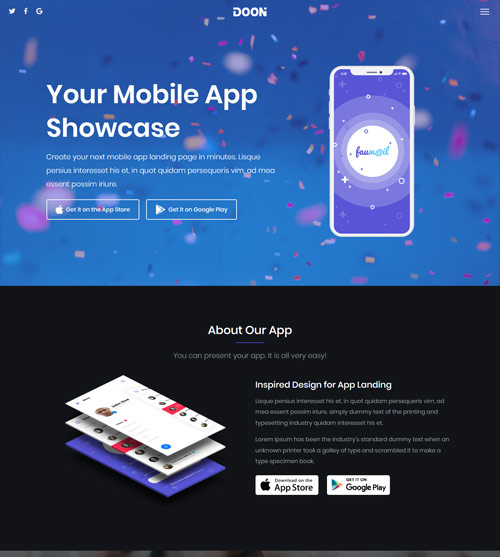 DOON
Your Mobile App
Showcase
Create your next mobile app landing page in minutes. Lisque
persius interesset his et, in quot quidam persequeris vim, ad mea
essent possim iriure.
Get it on the App Store
Get it on Google Play
faumail
About Our App
You can present your app, It is all very easy!
Inspired Design for App Landing
Lisque persius interesset his et, in quot quidam persequeris vim, ad mea
essent possim iriure. simply dummy text of the printing and
typesetting industry quidam interesset his et.
Lorem Ipsum has been the industry's standard dummy text when an
unknown printer took a galley of type and scrambled it to make a
type specimen book.
Download on the
App Store
GET IT ON
Google Play